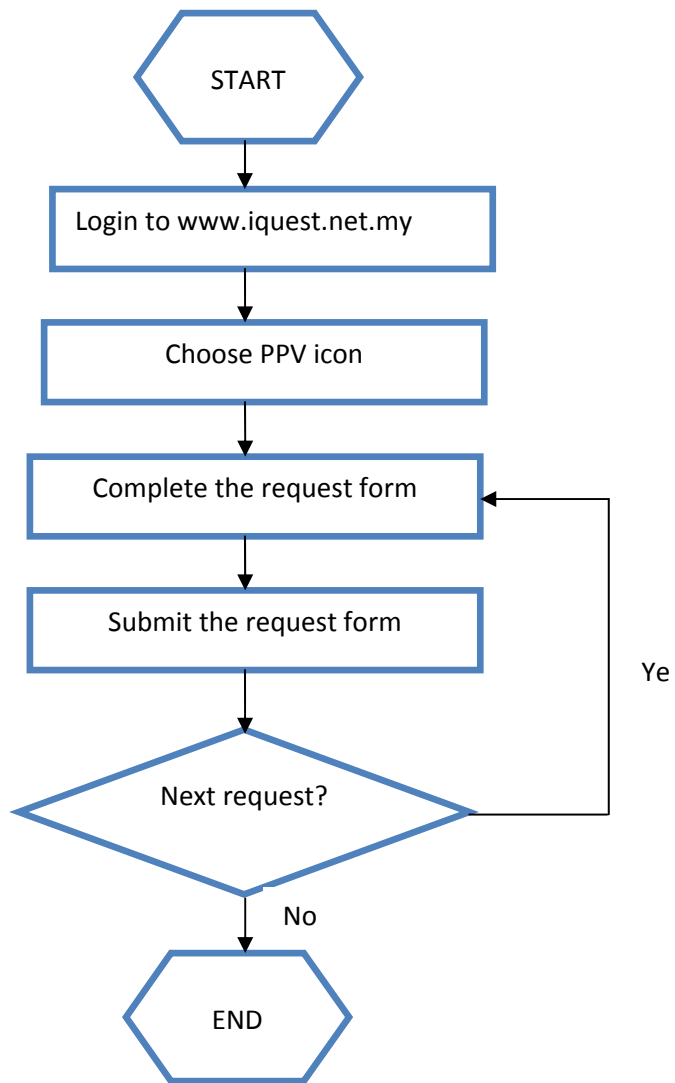 START
Login to www.iquest.net.my
Choose PPV icon
Complete the request form
Submit the request form
Ye
Next request?
No
END